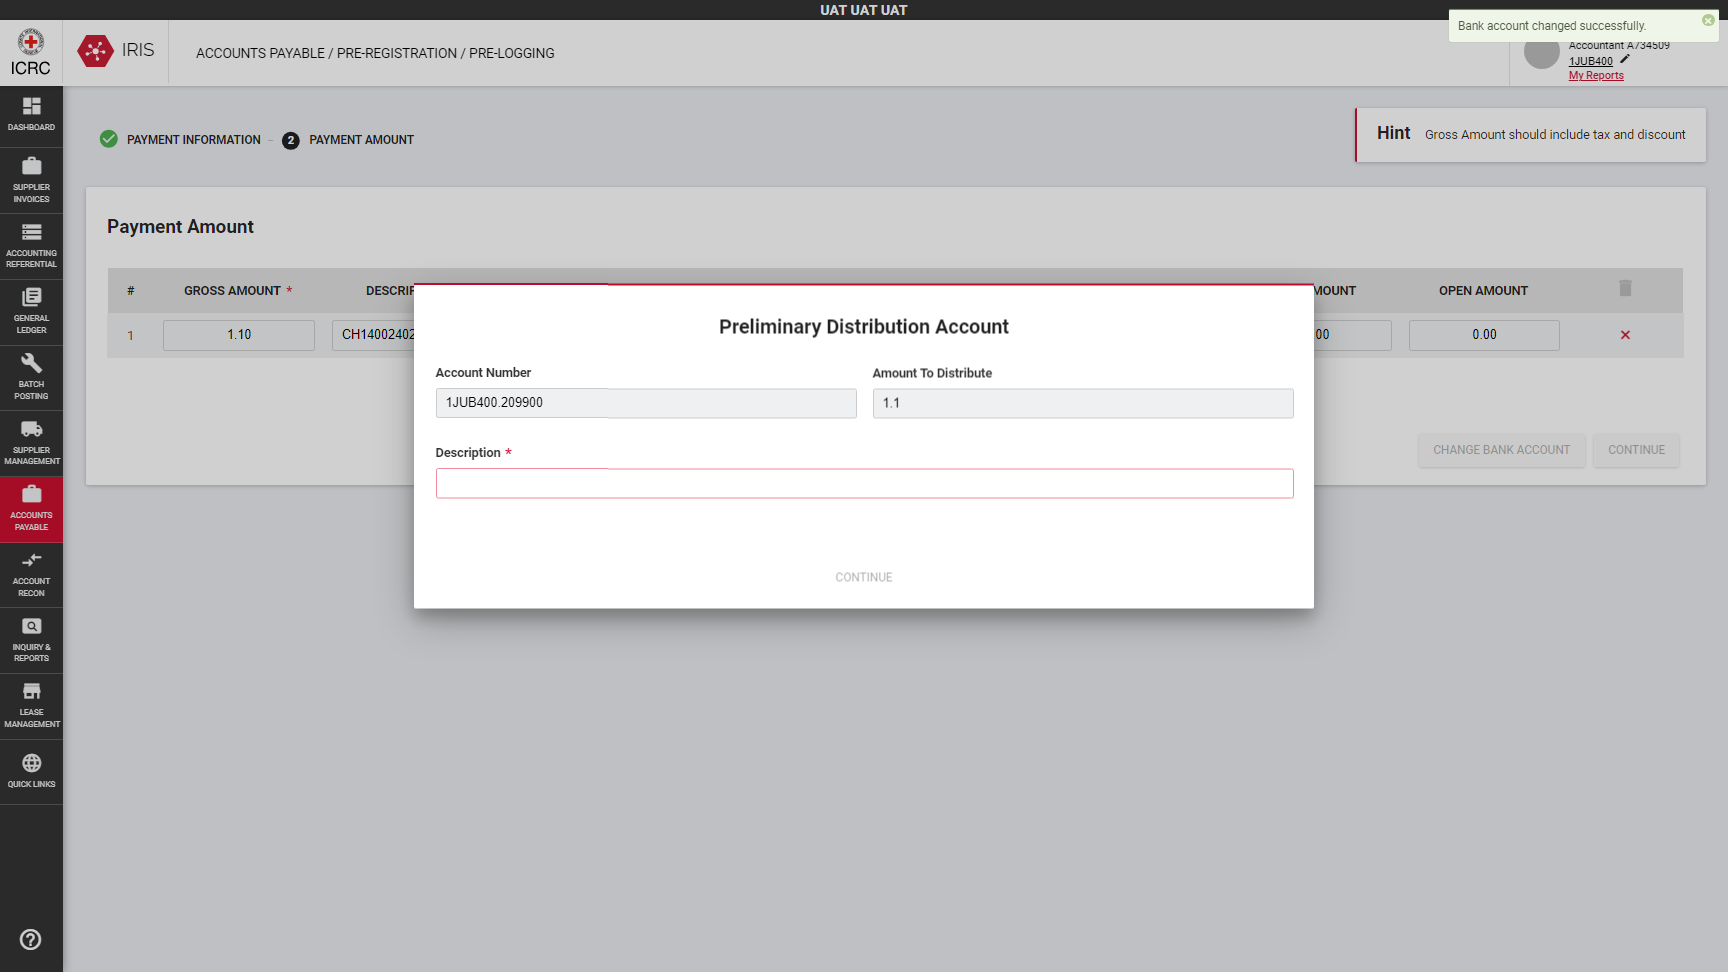 UAT UAT UAT
Bank account changed successfully.
ICRC
IRIS
ACCOUNTS PAYABLE / PRE-REGISTRATION / PRE-LOGGING
Accountant A734509
1JUB400
My Reports
DASHBOARD
SUPPLIER
INVOICES
ACCOUNTING
REFERENTIAL
GENERAL
LEDGER
BATCH
POSTING
SUPPLIER
MANAGEMENT
ACCOUNTS
PAYABLE
ACCOUNT
RECON
INQUIRY &
REPORTS
LEASE
MANAGEMENT
QUICK LINKS
PAYMENT INFORMATION – 2 PAYMENT AMOUNT
Hint Gross Amount should include tax and discount
Payment Amount
# GROSS AMOUNT * DESCRIP MOUNT OPEN AMOUNT
1 1.10 CH14002402 00 0.00
CHANGE BANK ACCOUNT CONTINUE
Preliminary Distribution Account
Account Number Amount To Distribute
1JUB400.209900 1.1
Description *
CONTINUE